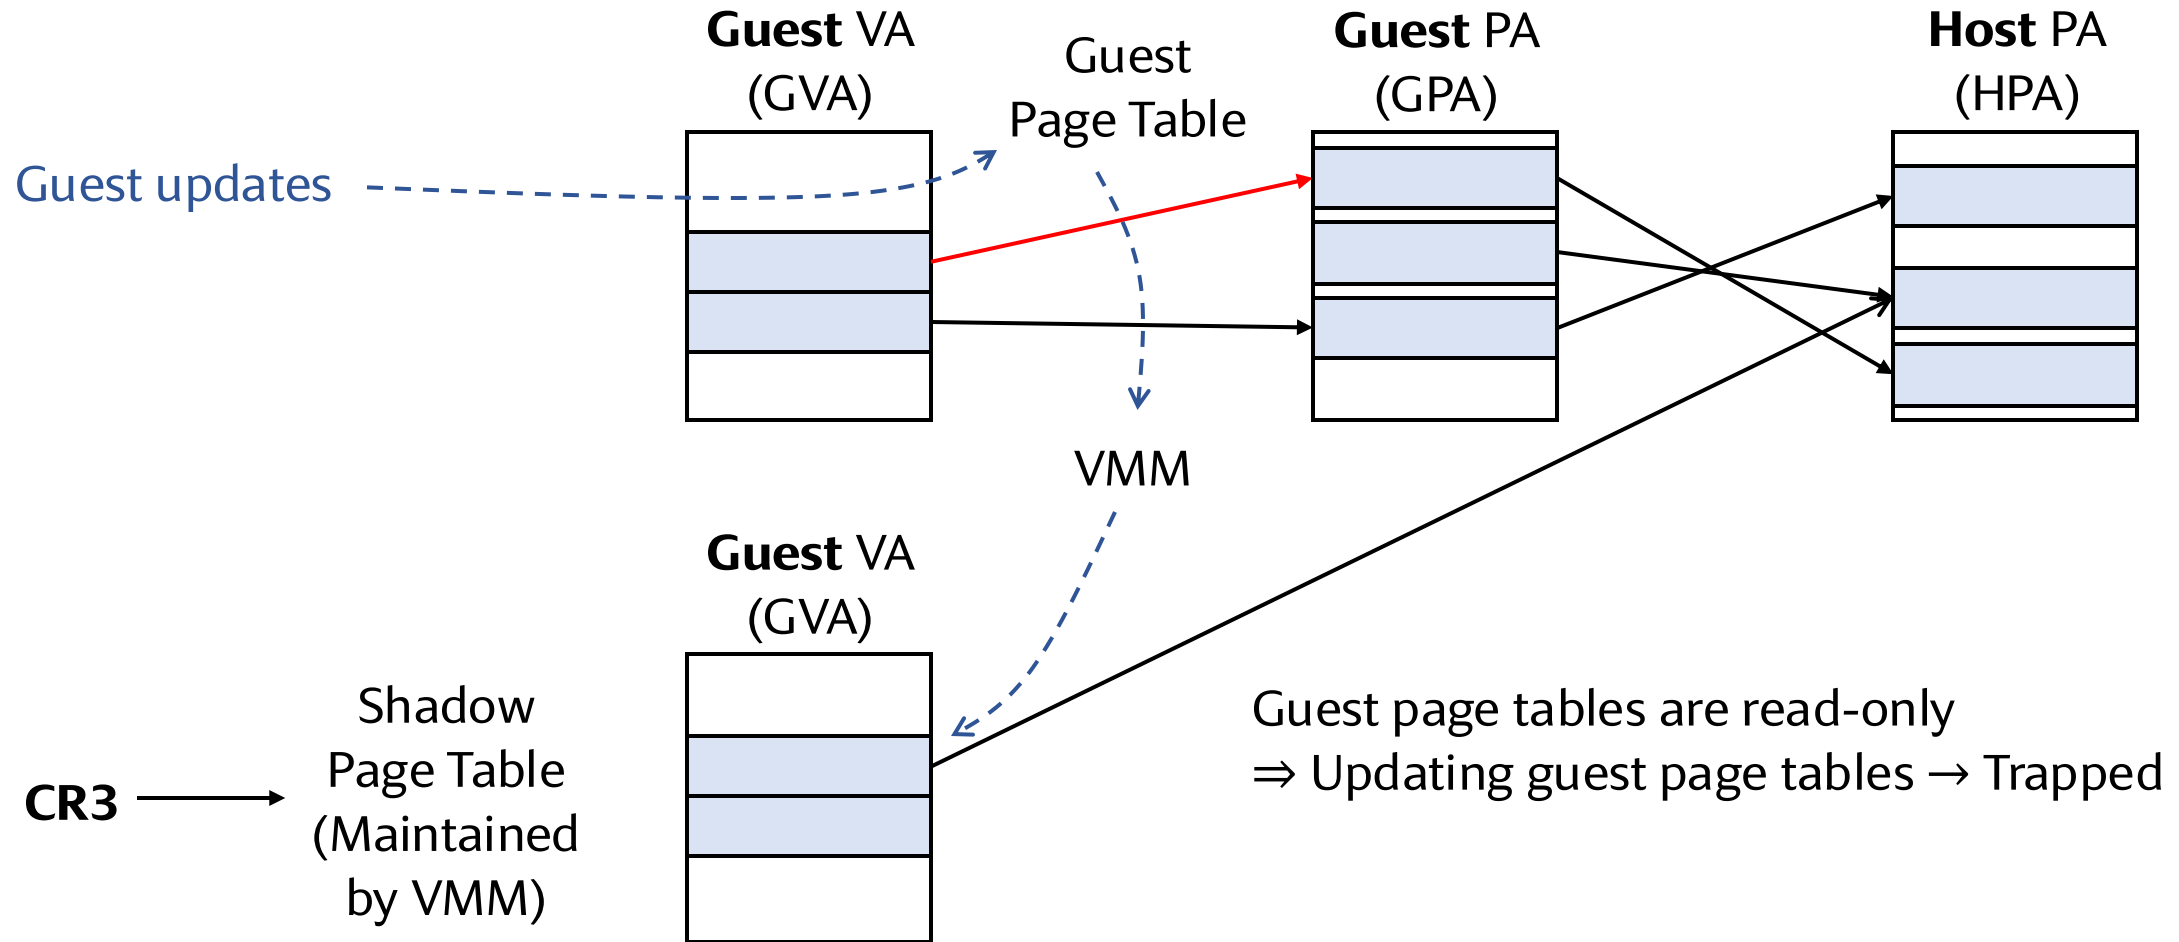 Guest VA
(GVA)
Guest
Page Table
Guest PA
(GPA)
Host PA
(HPA)
Guest updates
VMM
Guest VA
(GVA)
CR3
Shadow
Page Table
(Maintained
by VMM)
Guest page tables are read-only
⇒ Updating guest page tables → Trapped